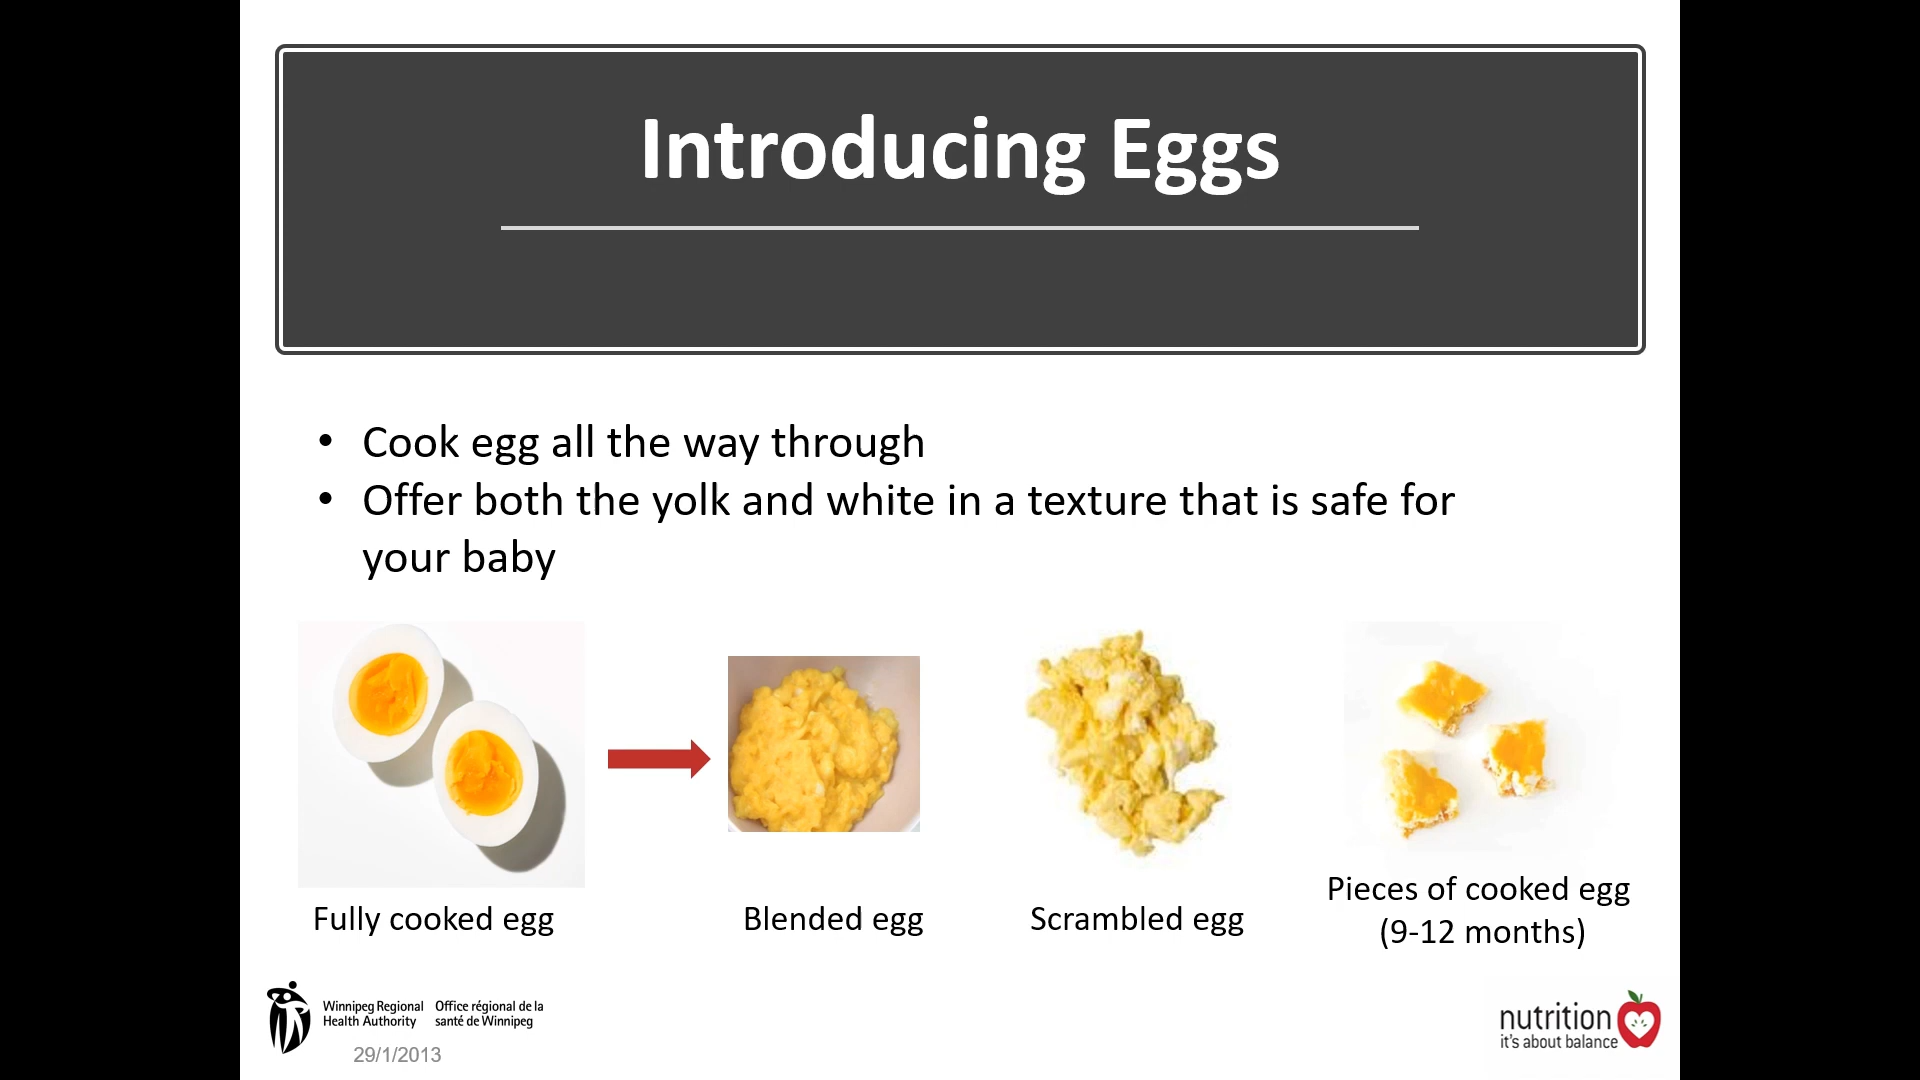 Introducing Eggs
• Cook egg all the way through
• Offer both the yolk and white in a texture that is safe for
your baby
Fully cooked egg
Blended egg
Scrambled egg
Pieces of cooked egg
(9-12 months)
Winnipeg Regional
Health Authority
Office régional de la
santé de Winnipeg
29/1/2013
nutrition
it's about balance